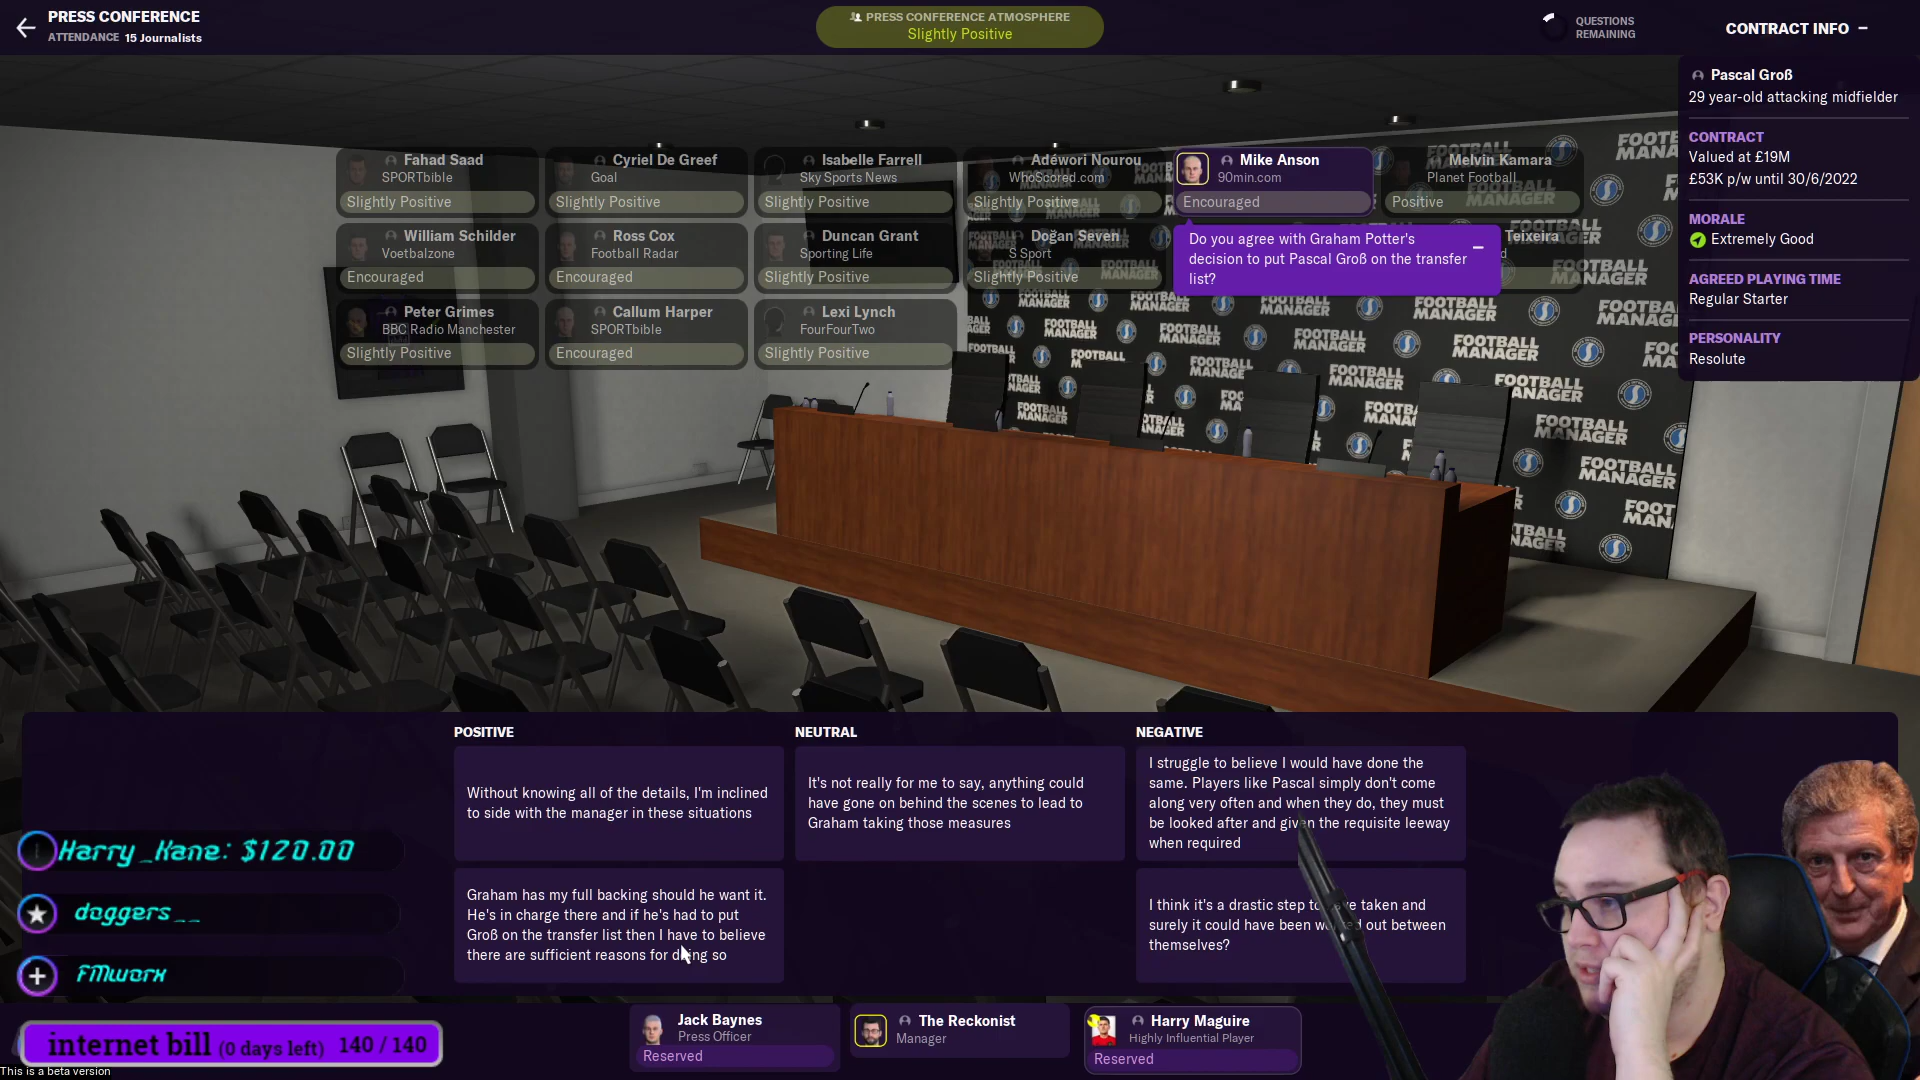 PRESS CONFERENCE
ATTENDANCE 15 Journalists
PRESS CONFERENCE ATMOSPHERE
Slightly Positive
QUESTIONS
REMAINING
CONTRACT INFO
Pascal Groß
29 year-old attacking midfielder
CONTRACT
Valued at £19M
£53K p/w until 30/6/2022
MORALE
Extremely Good
AGREED PLAYING TIME
Regular Starter
PERSONALITY
Resolute
Fahad Saad
SPORTbible
Slightly Positive
Cyriel De Greef
Goal
Slightly Positive
Isabelle Farrell
Sky Sports News
Slightly Positive
Adéwori Nourou
WhoScored.com
Slightly Positive
Mike Anson
90min.com
Encouraged
Melvin Kamara
Planet Football
Positive
William Schilder
Voetbalzone
Encouraged
Ross Cox
Football Radar
Encouraged
Duncan Grant
Sporting Life
Slightly Positive
Doğan Seven
S Sport
Slightly Positive
Teixeira
Do you agree with Graham Potter's
decision to put Pascal Groß on the transfer
list?
Peter Grimes
BBC Radio Manchester
Slightly Positive
Callum Harper
SPORTbible
Encouraged
Lexi Lynch
FourFourTwo
Slightly Positive
FOOTBALL
MANAGER
POSITIVE
Without knowing all of the details, I'm inclined
to side with the manager in these situations
Graham has my full backing should he want it.
He's in charge there and if he's had to put
Groß on the transfer list then I have to believe
there are sufficient reasons for doing so
NEUTRAL
It's not really for me to say, anything could
have gone on behind the scenes to lead to
Graham taking those measures
NEGATIVE
I struggle to believe I would have done the
same. Players like Pascal simply don't come
along very often and when they do, they must
be looked after and given the requisite leeway
when required
I think it's a drastic step to have taken and
surely it could have been worked out between
themselves?
Harry_Kane: $120.00
daggers__
FMworx
internet bill (0 days left) 140 / 140
Jack Baynes
Press Officer
Reserved
The Reckonist
Manager
Harry Maguire
Highly Influential Player
Reserved
This is a beta version